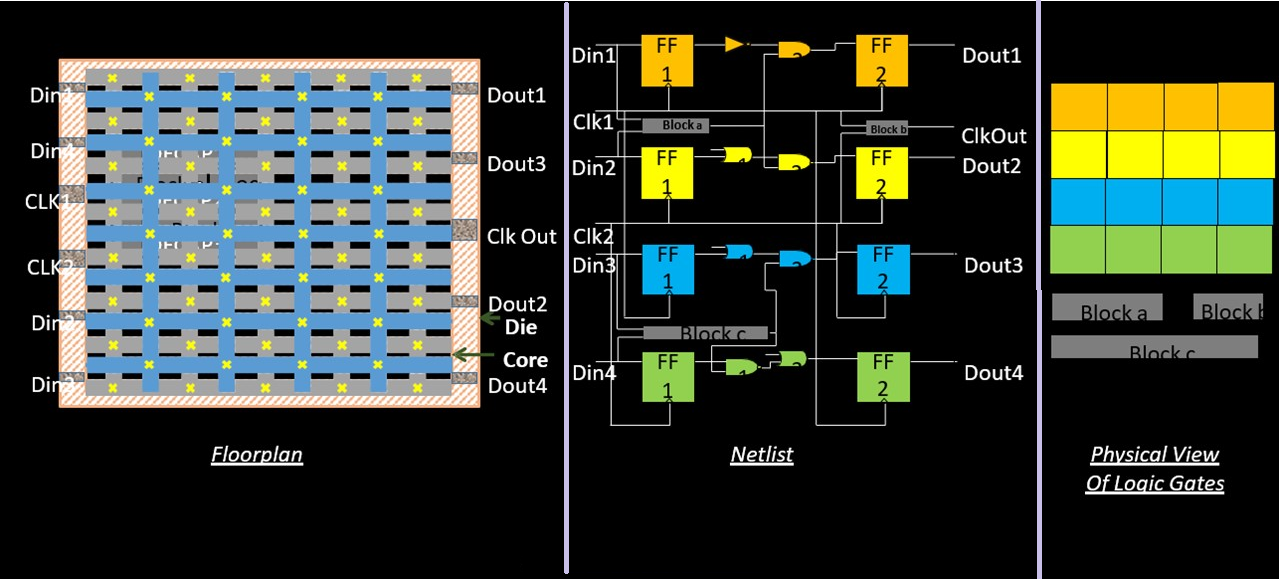 Din1
Din4
CLK1
CLK2
Dout1
Dout3
Clk Out
Dout2
Die
Core
Dout4
Floorplan
Din1
FF
1
FF
2
Dout1
Clk1
Block a
Block b
ClkOut
Din2
FF
1
FF
2
Dout2
Clk2
Din3
FF
1
FF
2
Dout3
Block c
Din4
FF
1
FF
2
Dout4
Netlist
Block a
Block b
Block c
Physical View
Of Logic Gates